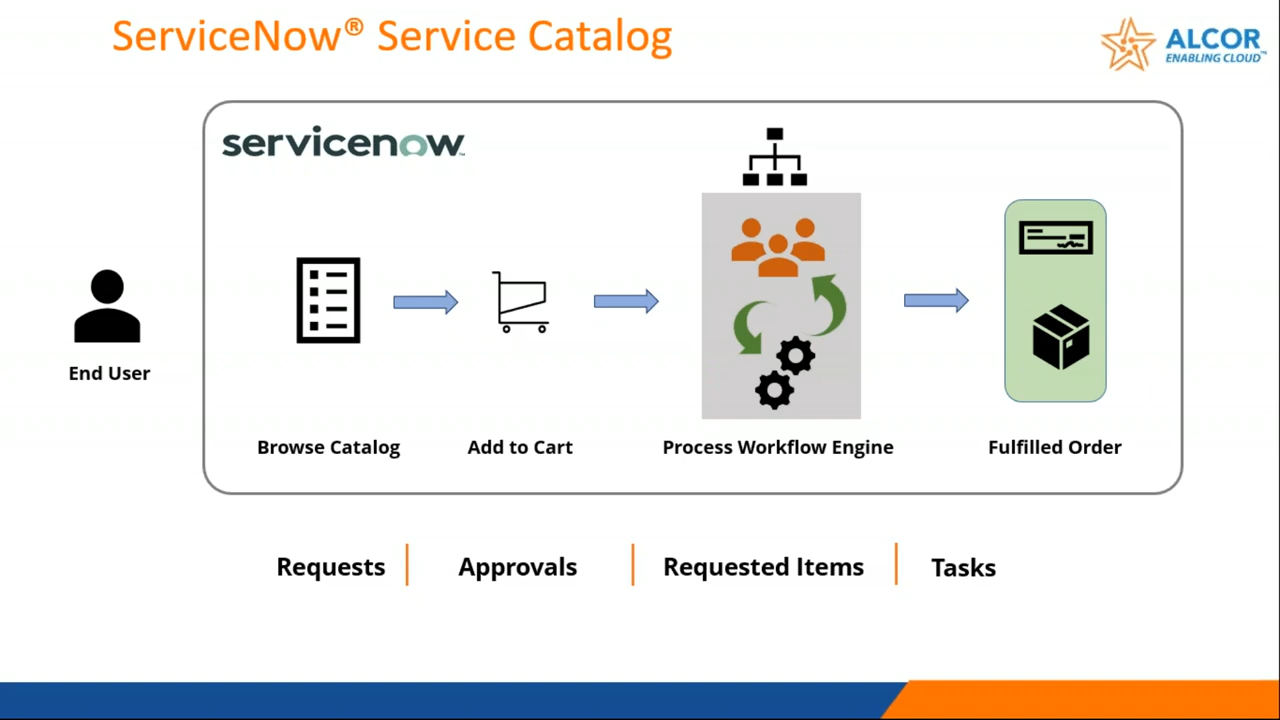 ServiceNow® Service Catalog
ALCOR
ENABLING CLOUD™
servicenow™
End User
Browse Catalog
Add to Cart
Process Workflow Engine
Fulfilled Order
Requests
Approvals
Requested Items
Tasks